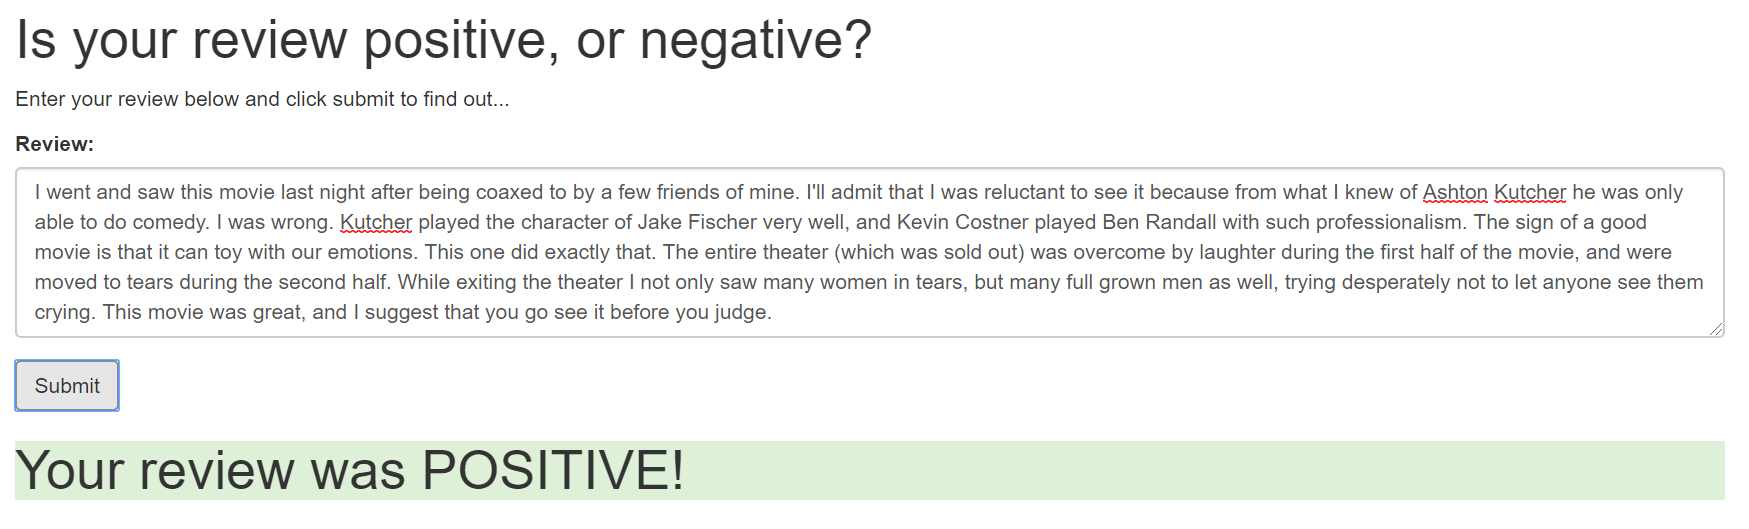 Is your review positive, or negative?
Enter your review below and click submit to find out...
Review:
I went and saw this movie last night after being coaxed to by a few friends of mine. I'll admit that I was reluctant to see it because from what I knew of Ashton Kutcher he was only
able to do comedy. I was wrong. Kutcher played the character of Jake Fischer very well, and Kevin Costner played Ben Randall with such professionalism. The sign of a good
movie is that it can toy with our emotions. This one did exactly that. The entire theater (which was sold out) was overcome by laughter during the first half of the movie, and were
moved to tears during the second half. While exiting the theater I not only saw many women in tears, but many full grown men as well, trying desperately not to let anyone see them
crying. This movie was great, and I suggest that you go see it before you judge.
Submit
Your review was POSITIVE!